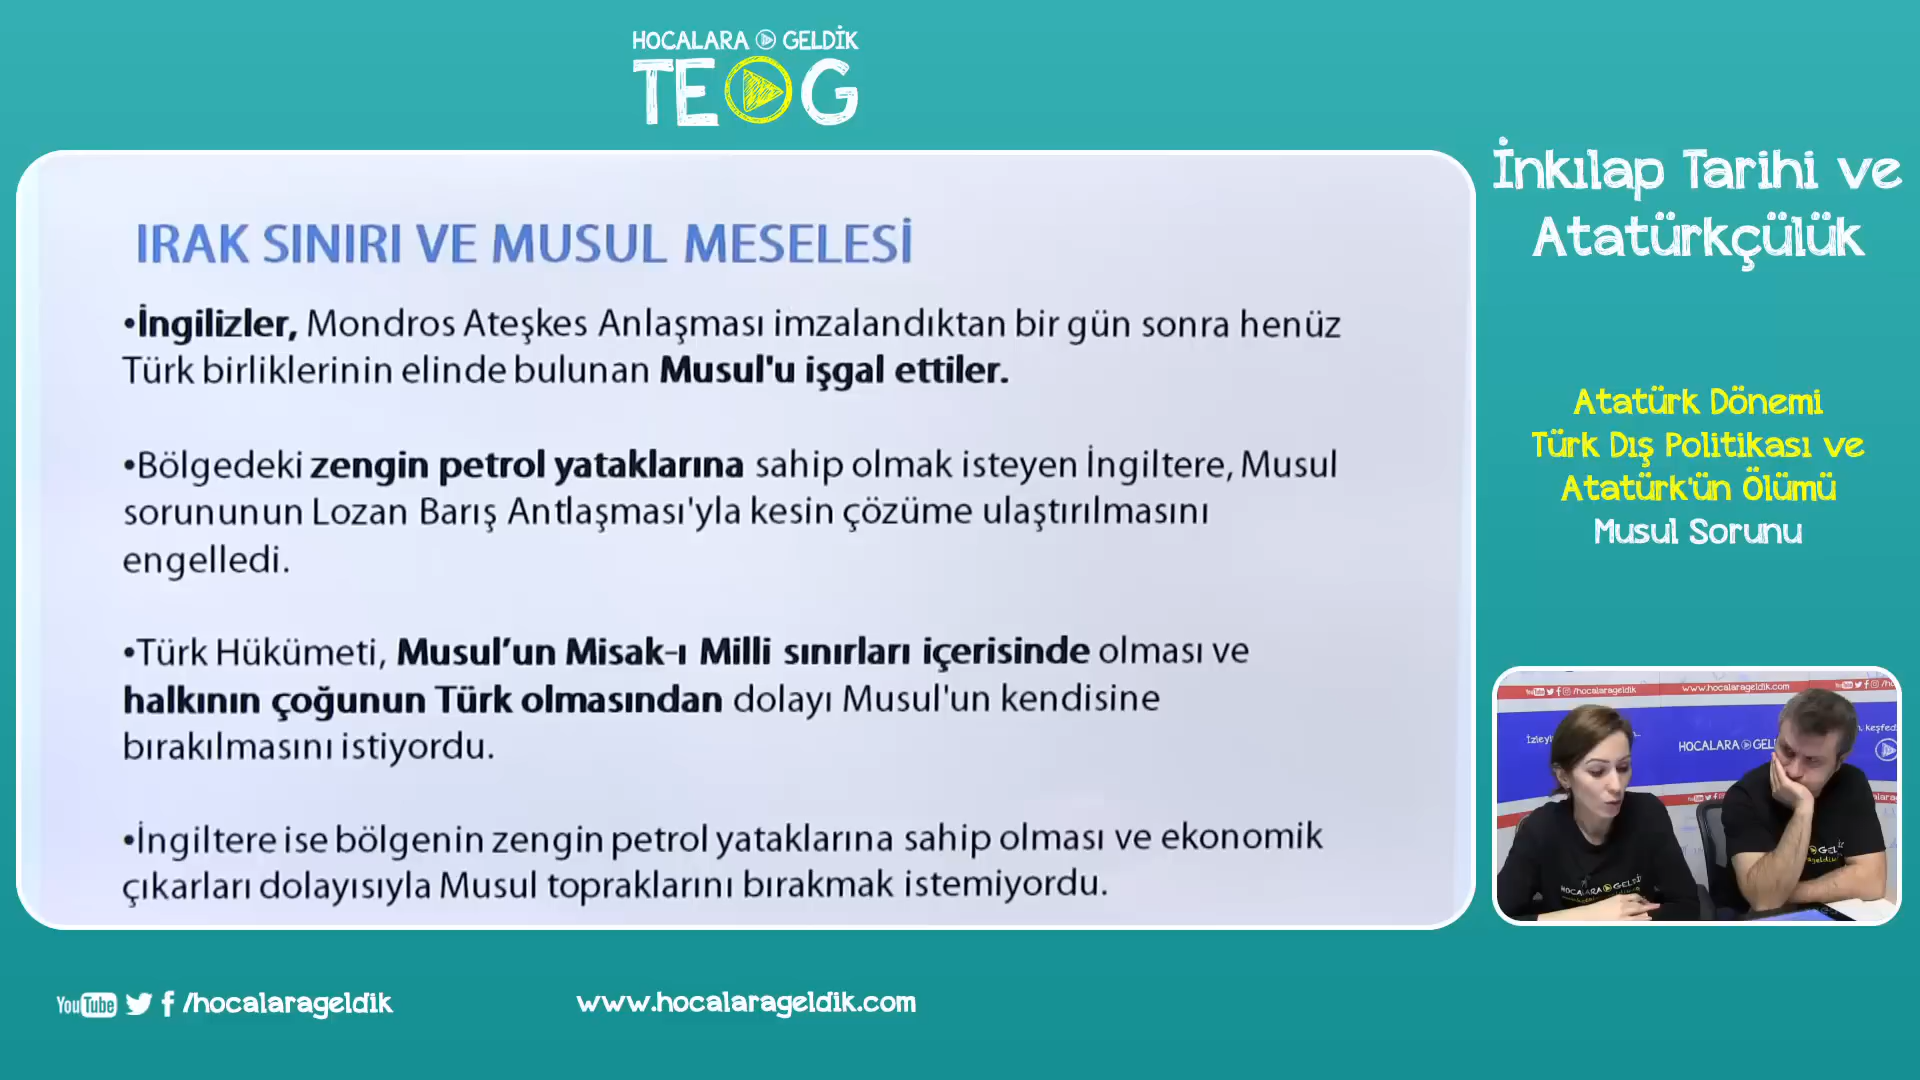 HOCALARA GELDİK
TEOG
İnkılap Tarihi ve
Atatürkçülük
IRAK SINIRI VE MUSUL MESELESİ
•İngilizler, Mondros Ateşkes Anlaşması imzalandıktan bir gün sonra henüz
Türk birliklerinin elinde bulunan Musul'u işgal ettiler.
•Bölgedeki zengin petrol yataklarına sahip olmak isteyen İngiltere, Musul
sorununun Lozan Barış Antlaşması'yla kesin çözüme ulaştırılmasını
engelledi.
•Türk Hükümeti, Musul’un Misak-ı Milli sınırları içerisinde olması ve
halkının çoğunun Türk olmasından dolayı Musul'un kendisine
bırakılmasını istiyordu.
•İngiltere ise bölgenin zengin petrol yataklarına sahip olması ve ekonomik
çıkarları dolayısıyla Musul topraklarını bırakmak istemiyordu.
Atatürk Dönemi
Türk Dış Politikası ve
Atatürk'ün Ölümü
Musul Sorunu
/hocalarageldik
www.hocalarageldik.com
HOCALARA GEL
HOCALARA GELDİ
YouTube /hocalarageldik
www.hocalarageldik.com